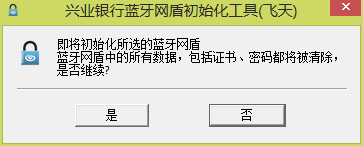 兴业银行蓝牙网盾初始化工具(飞天)
即将初始化所选的蓝牙网盾
蓝牙网盾中的所有数据，包括证书、密码都将被清除，
是否继续?
是
否